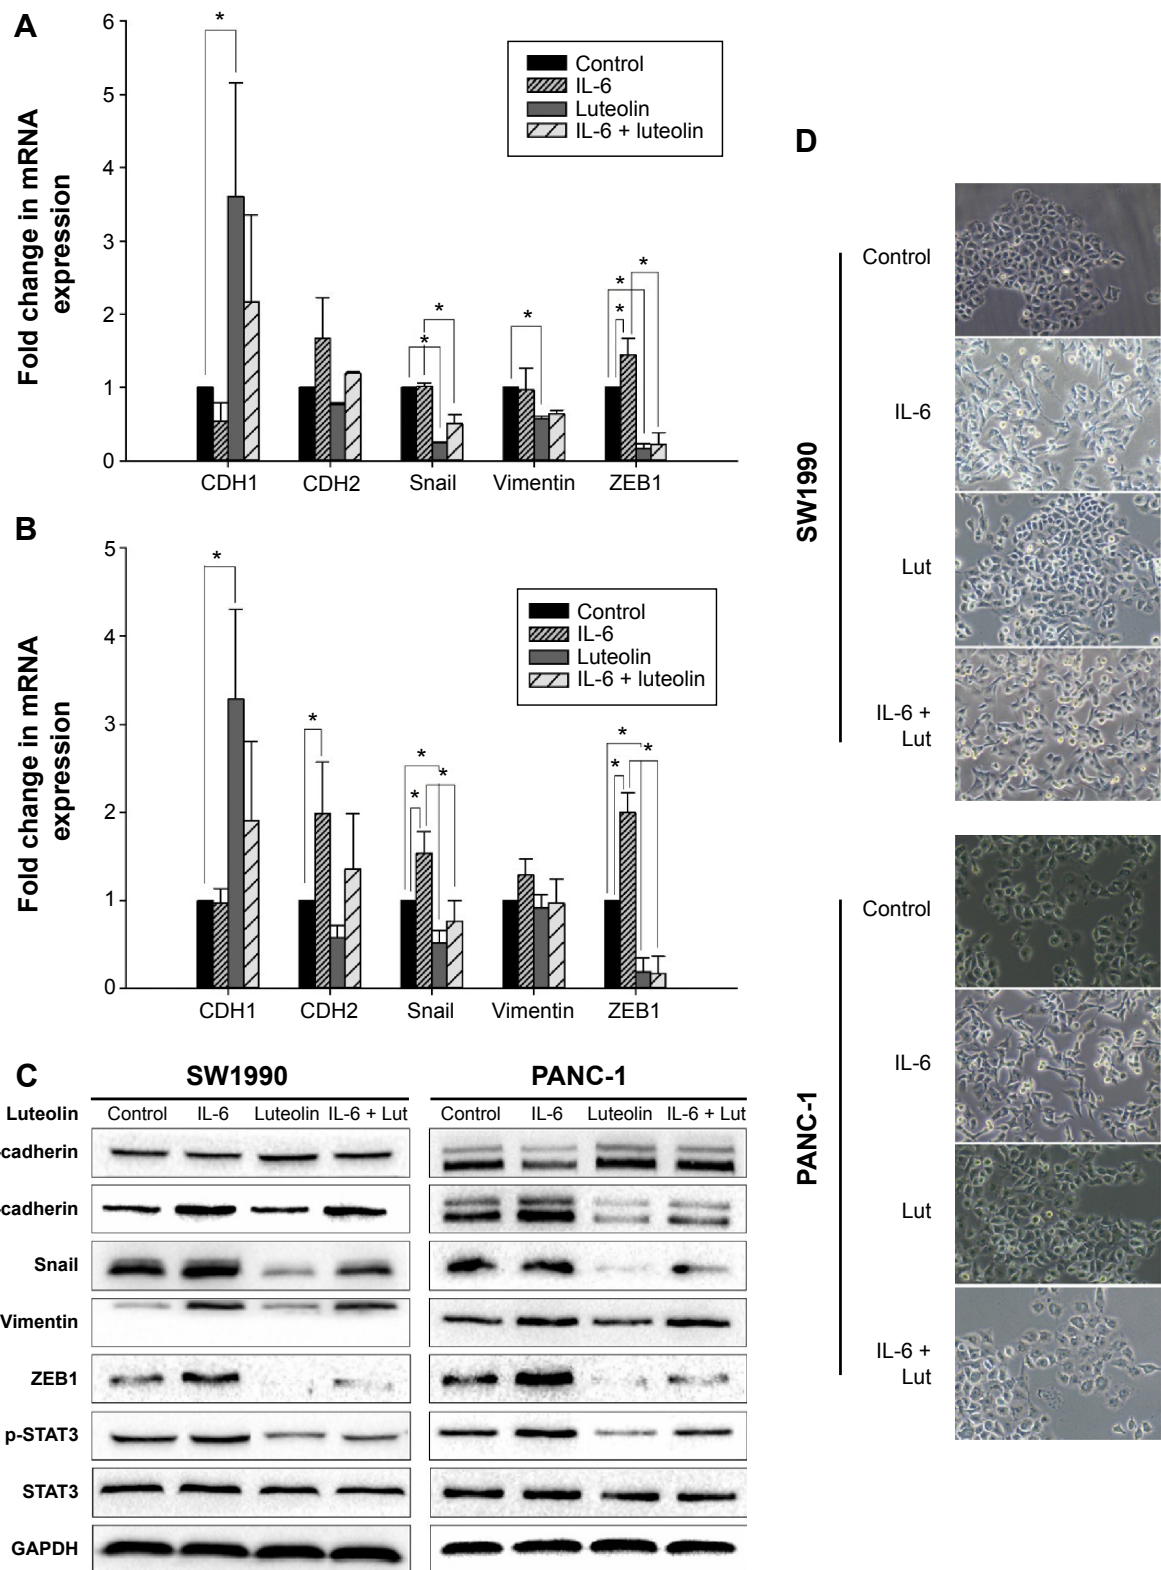 A
6
5
4
3
2
1
0
Fold change in mRNA
expression
*
*
*
*
*
*
*
Control
IL-6
Luteolin
IL-6 + luteolin
CDH1
CDH2
Snail
Vimentin
ZEB1
B
5
4
3
2
1
0
Fold change in mRNA
expression
*
*
*
*
*
*
*
*
Control
IL-6
Luteolin
IL-6 + luteolin
CDH1
CDH2
Snail
Vimentin
ZEB1
C
SW1990
PANC-1
Luteolin
Control
IL-6
Luteolin
IL-6 + Lut
Control
IL-6
Luteolin
IL-6 + Lut
-cadherin
-cadherin
Snail
Vimentin
ZEB1
p-STAT3
STAT3
GAPDH
D
SW1990
Control
IL-6
Lut
IL-6 +
Lut
PANC-1
Control
IL-6
Lut
IL-6 +
Lut